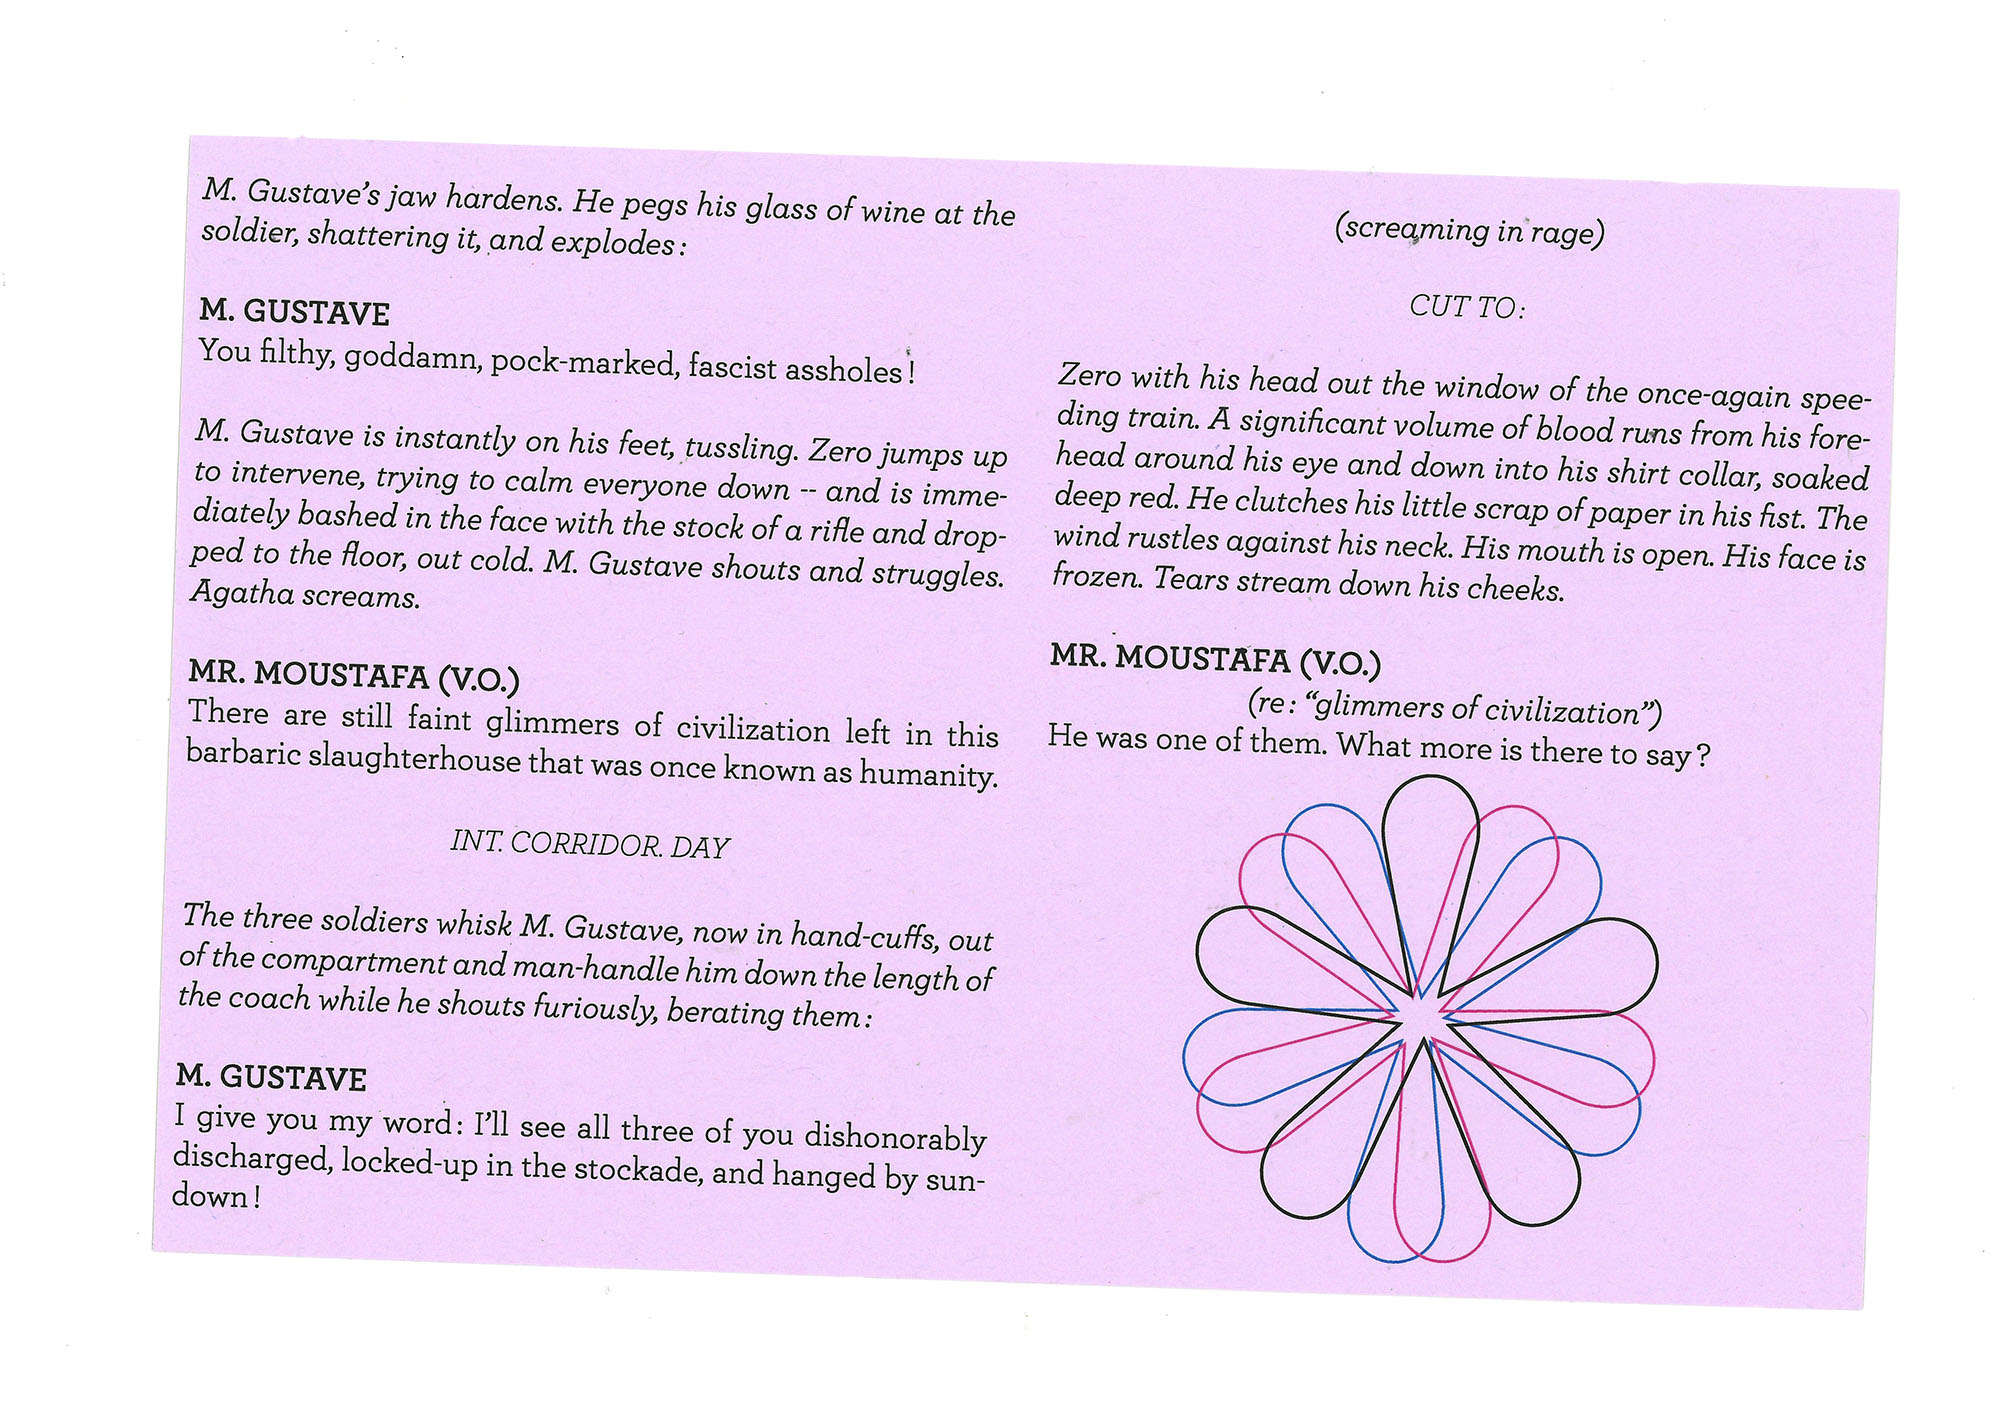 M. Gustave’s jaw hardens. He pegs his glass of wine at the
soldier, shattering it, and explodes :
M. GUSTAVE
You filthy, goddamn, pock-marked, fascist assholes !
M. Gustave is instantly on his feet, tussling. Zero jumps up
to intervene, trying to calm everyone down -- and is imme-
diately bashed in the face with the stock of a rifle and drop-
ped to the floor, out cold. M. Gustave shouts and struggles.
Agatha screams.
MR. MOUSTAFA (V.O.)
There are still faint glimmers of civilization left in this
barbaric slaughterhouse that was once known as humanity.
INT. CORRIDOR. DAY
The three soldiers whisk M. Gustave, now in hand-cuffs, out
of the compartment and man-handle him down the length of
the coach while he shouts furiously, berating them :
M. GUSTAVE
I give you my word : I’ll see all three of you dishonorably
discharged, locked-up in the stockade, and hanged by sun-
down !
(screaming in rage)
CUT TO :
Zero with his head out the window of the once-again spee-
ding train. A significant volume of blood runs from his fore-
head around his eye and down into his shirt collar, soaked
deep red. He clutches his little scrap of paper in his fist. The
wind rustles against his neck. His mouth is open. His face is
frozen. Tears stream down his cheeks.
MR. MOUSTAFA (V.O.)
(re : “glimmers of civilization”)
He was one of them. What more is there to say ?